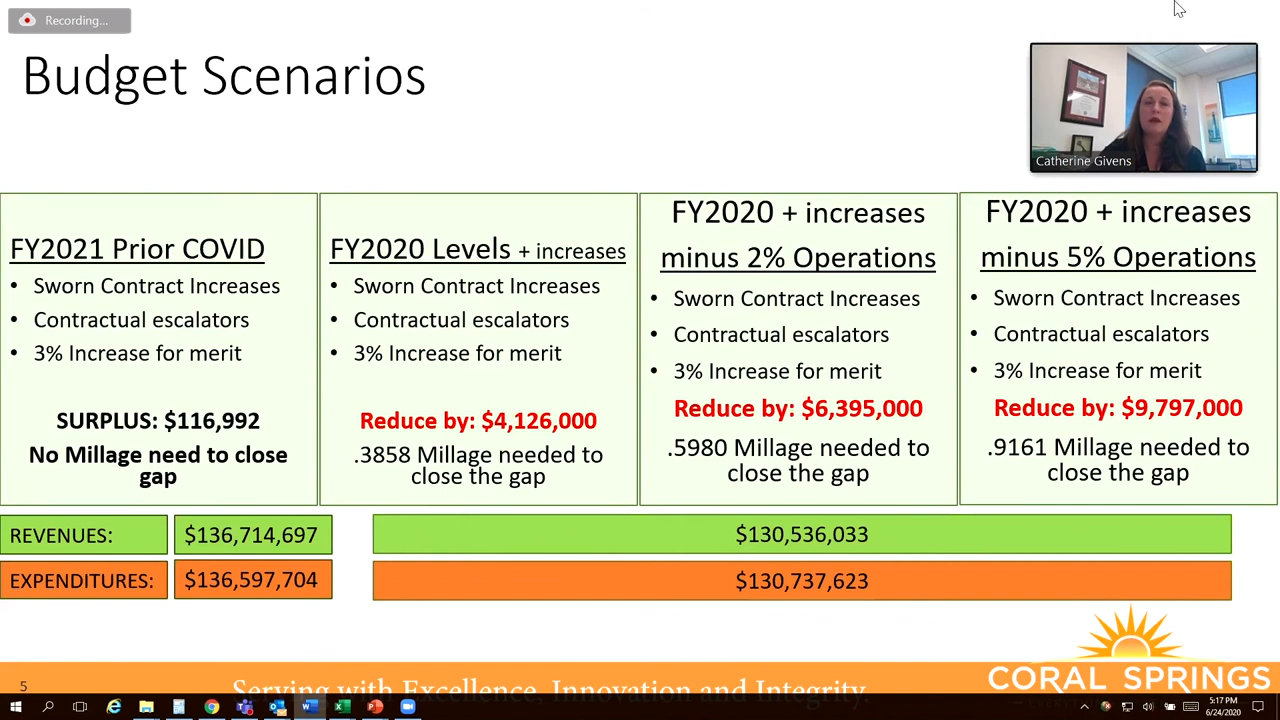 Recording...
Budget Scenarios
Catherine Givens
FY2021 Prior COVID
• Sworn Contract Increases
• Contractual escalators
• 3% Increase for merit
SURPLUS: $116,992
No Millage need to close
gap
FY2020 Levels + increases
• Sworn Contract Increases
• Contractual escalators
• 3% Increase for merit
Reduce by: $4,126,000
.3858 Millage needed to
close the gap
FY2020 + increases
minus 2% Operations
• Sworn Contract Increases
• Contractual escalators
• 3% Increase for merit
Reduce by: $6,395,000
.5980 Millage needed to
close the gap
FY2020 + increases
minus 5% Operations
• Sworn Contract Increases
• Contractual escalators
• 3% Increase for merit
Reduce by: $9,797,000
.9161 Millage needed to
close the gap
REVENUES: $136,714,697 $130,536,033
EXPENDITURES: $136,597,704 $130,737,623
5
Serving with Excellence, Innovation and Integrity.
CORAL SPRINGS
5:17 PM
6/24/2020